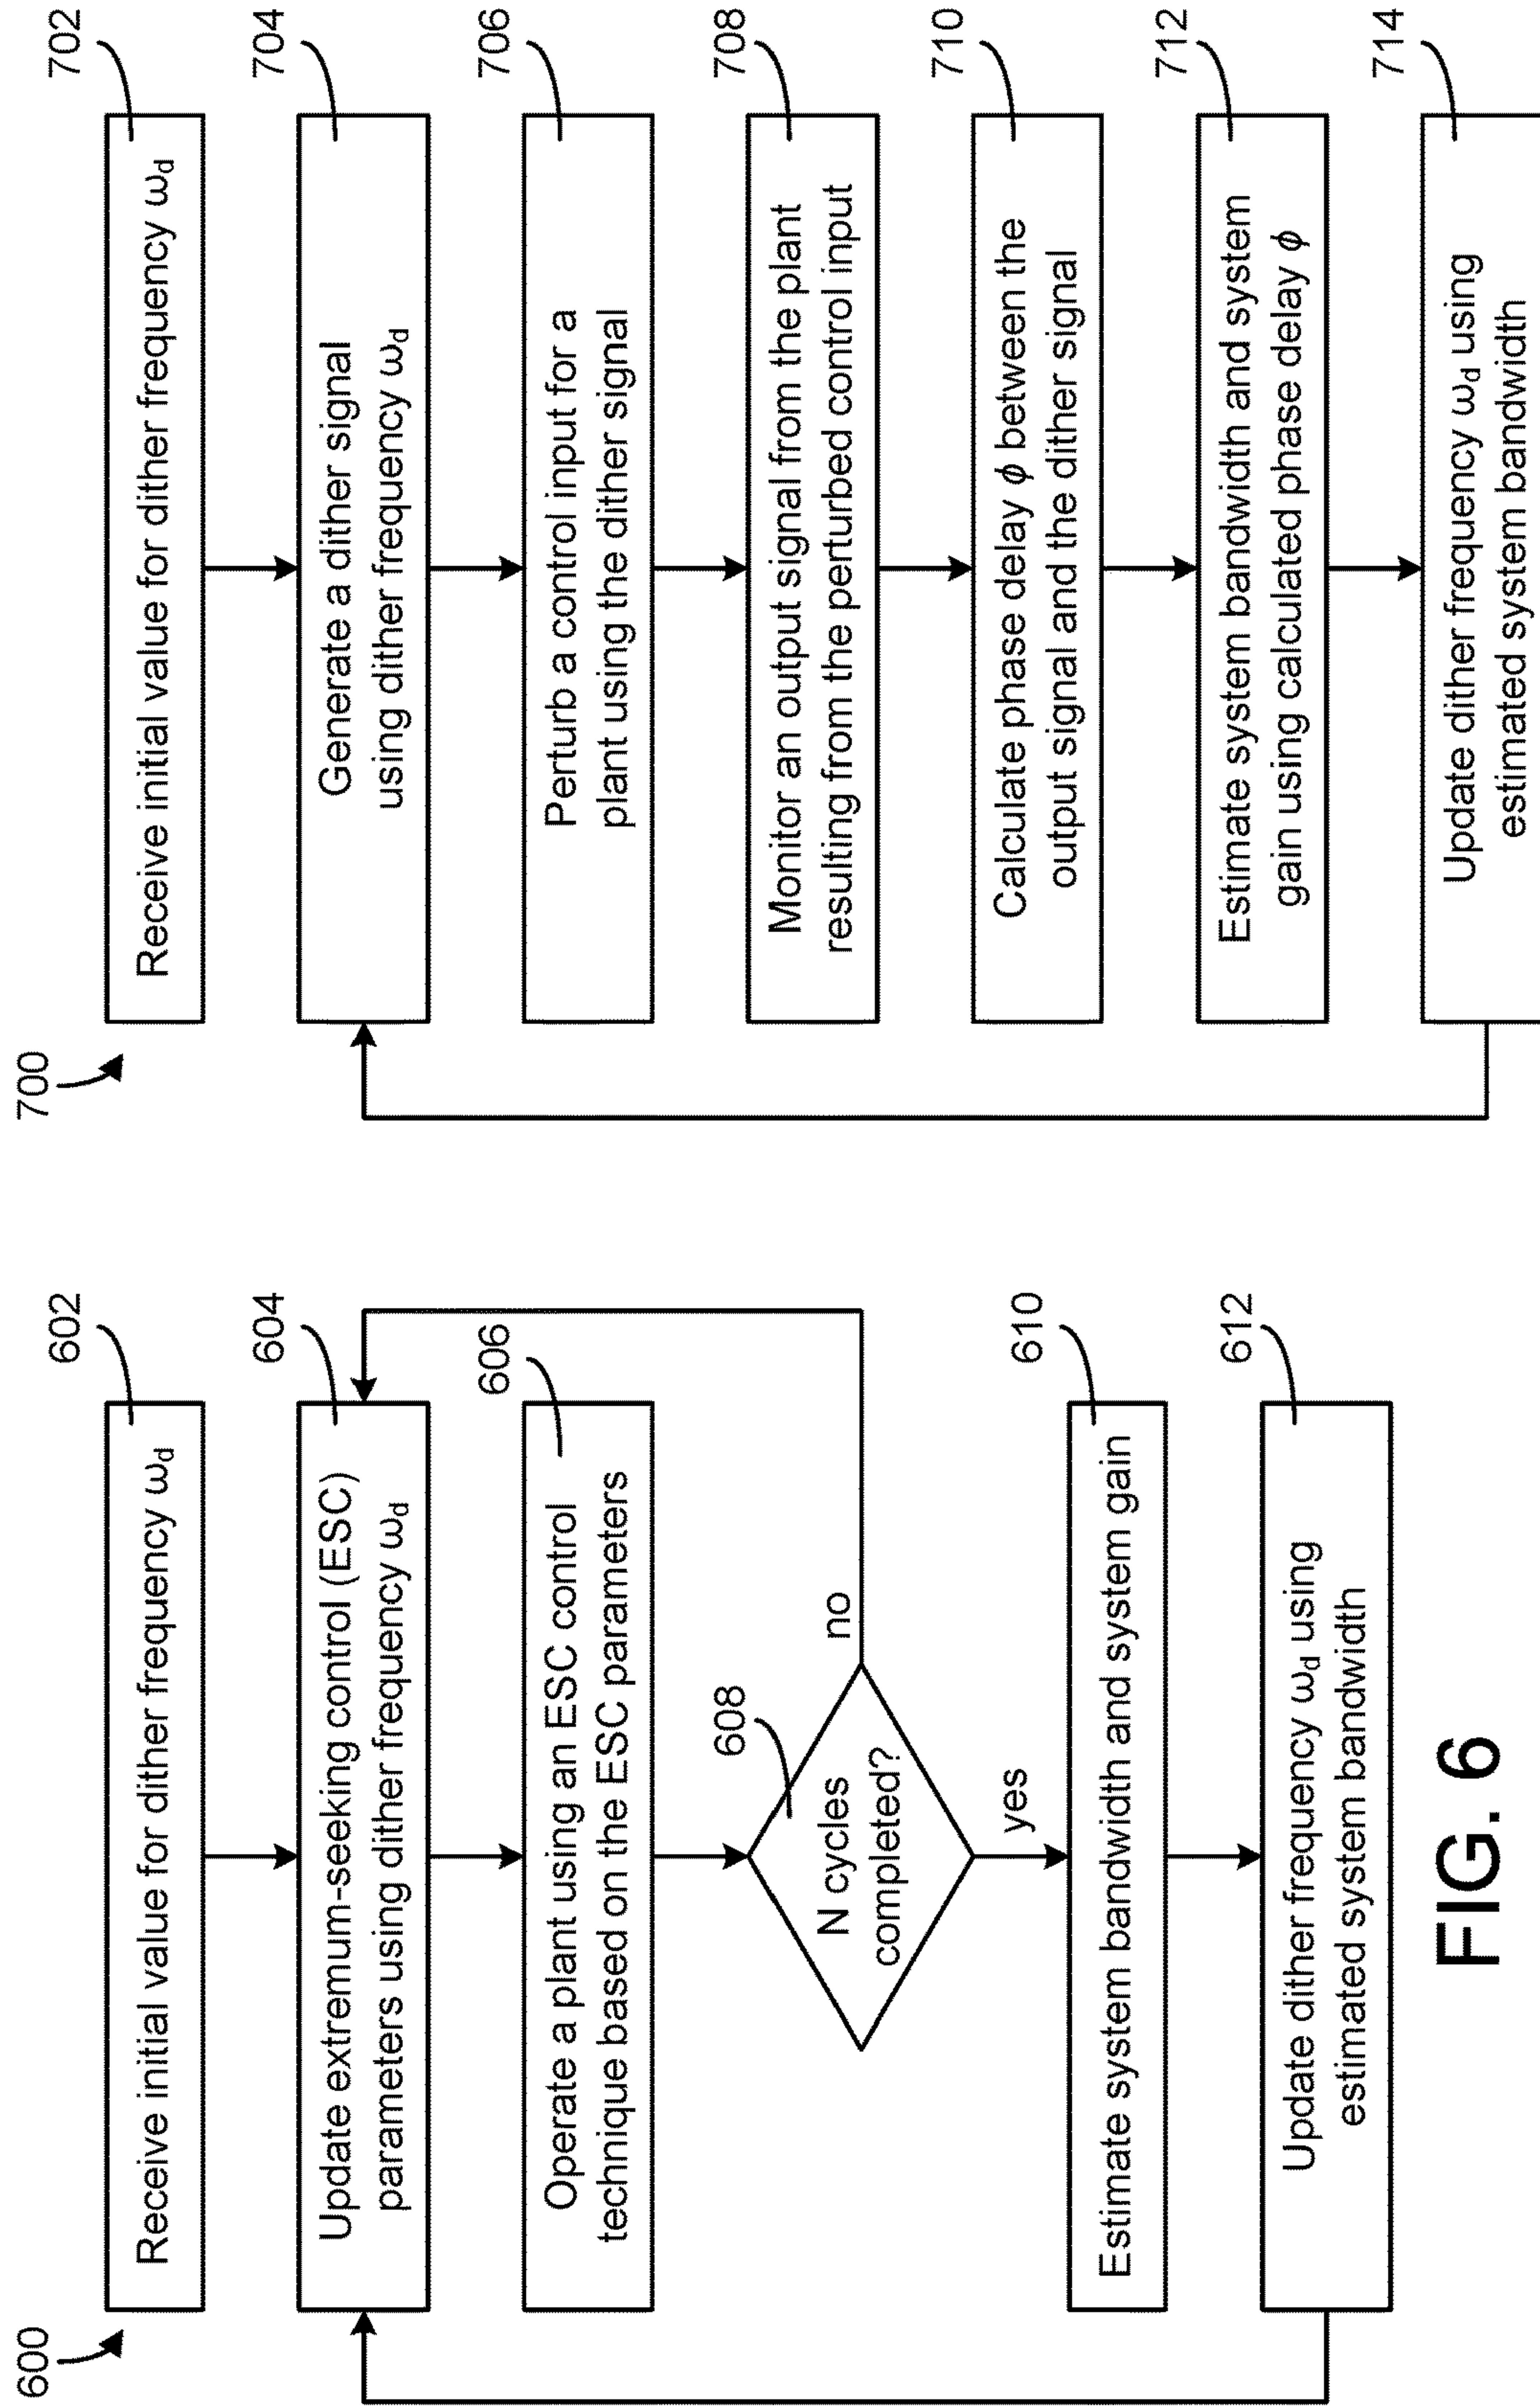 600
602
Receive initial value for dither frequency ωd
604
Update extremum-seeking control (ESC)
parameters using dither frequency ωd
606
Operate a plant using an ESC control
technique based on the ESC parameters
608
N cycles
completed?
no
yes
610
Estimate system bandwidth and system gain
612
Update dither frequency ωd using
estimated system bandwidth
FIG. 6
700
702
Receive initial value for dither frequency ωd
704
Generate a dither signal
using dither frequency ωd
706
Perturb a control input for a
plant using the dither signal
708
Monitor an output signal from the plant
resulting from the perturbed control input
710
Calculate phase delay ϕ between the
output signal and the dither signal
712
Estimate system bandwidth and system
gain using calculated phase delay ϕ
714
Update dither frequency ωd using
estimated system bandwidth